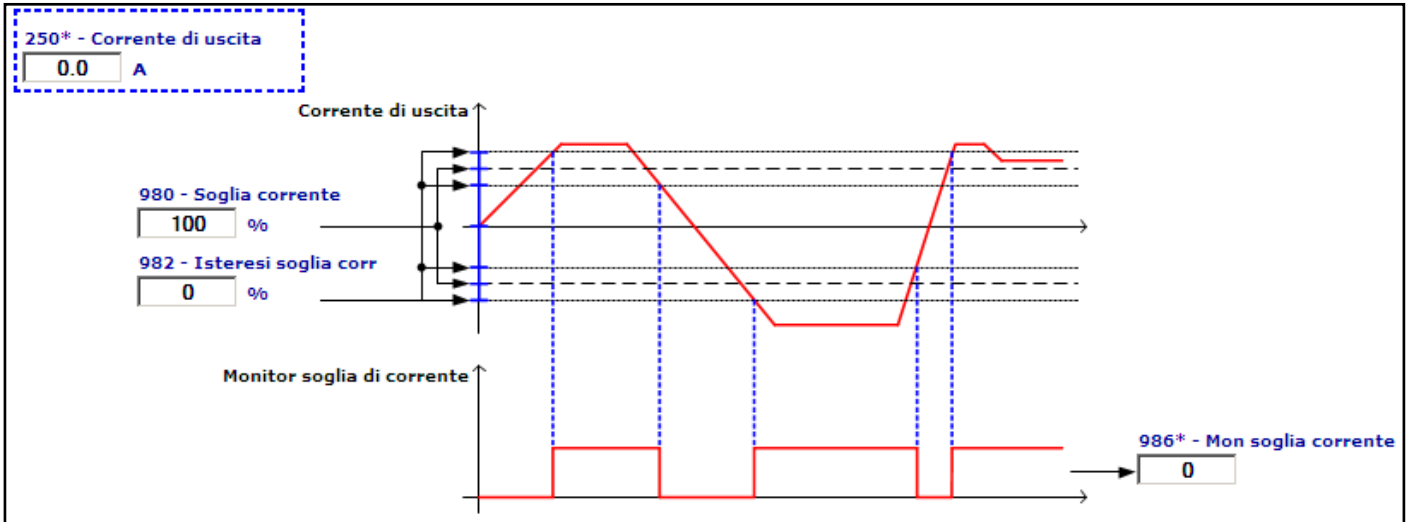 250* - Corrente di uscita
0.0 A
Corrente di uscita
980 - Soglia corrente
100 %
982 - Isteresi soglia corr
0 %
Monitor soglia di corrente
986* - Mon soglia corrente
0